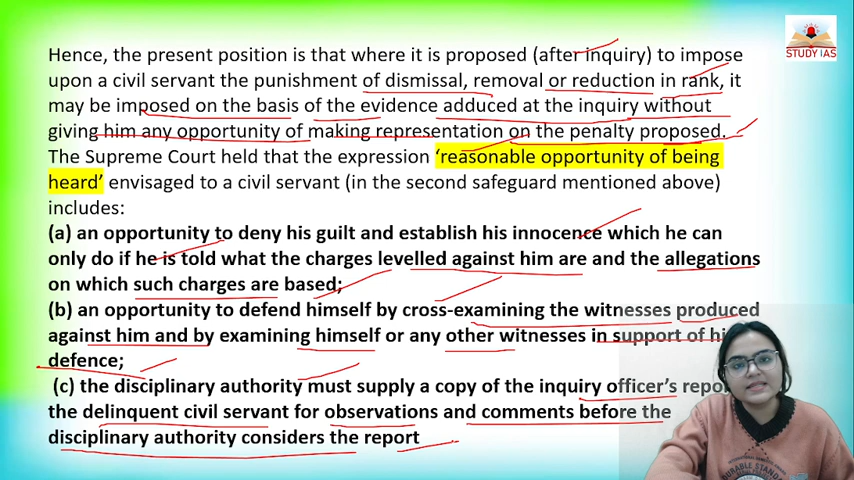 STUDY IAS
Hence, the present position is that where it is proposed (after inquiry) to impose
upon a civil servant the punishment of dismissal, removal or reduction in rank, it
may be imposed on the basis of the evidence adduced at the inquiry without
giving him any opportunity of making representation on the penalty proposed.
The Supreme Court held that the expression ‘reasonable opportunity of being
heard’ envisaged to a civil servant (in the second safeguard mentioned above)
includes:
(a) an opportunity to deny his guilt and establish his innocence which he can
only do if he is told what the charges levelled against him are and the allegations
on which such charges are based;
(b) an opportunity to defend himself by cross-examining the witnesses produced
against him and by examining himself or any other witnesses in support of
defence;
(c) the disciplinary authority must supply a copy of the inquiry officer’s
the delinquent civil servant for observations and comments before the
disciplinary authority considers the report